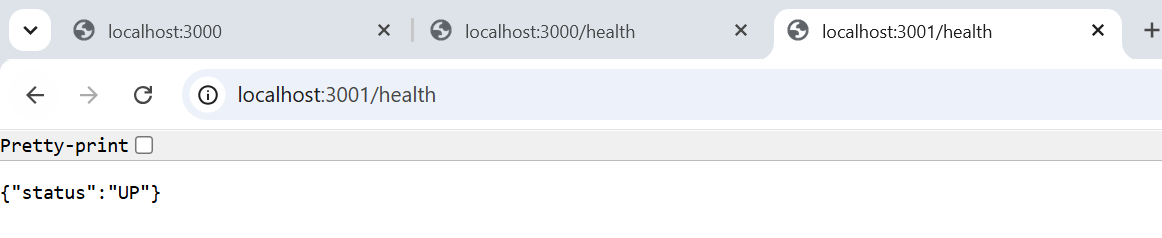 localhost:3000
localhost:3000/health
localhost:3001/health
localhost:3001/health
Pretty-print
{"status":"UP"}